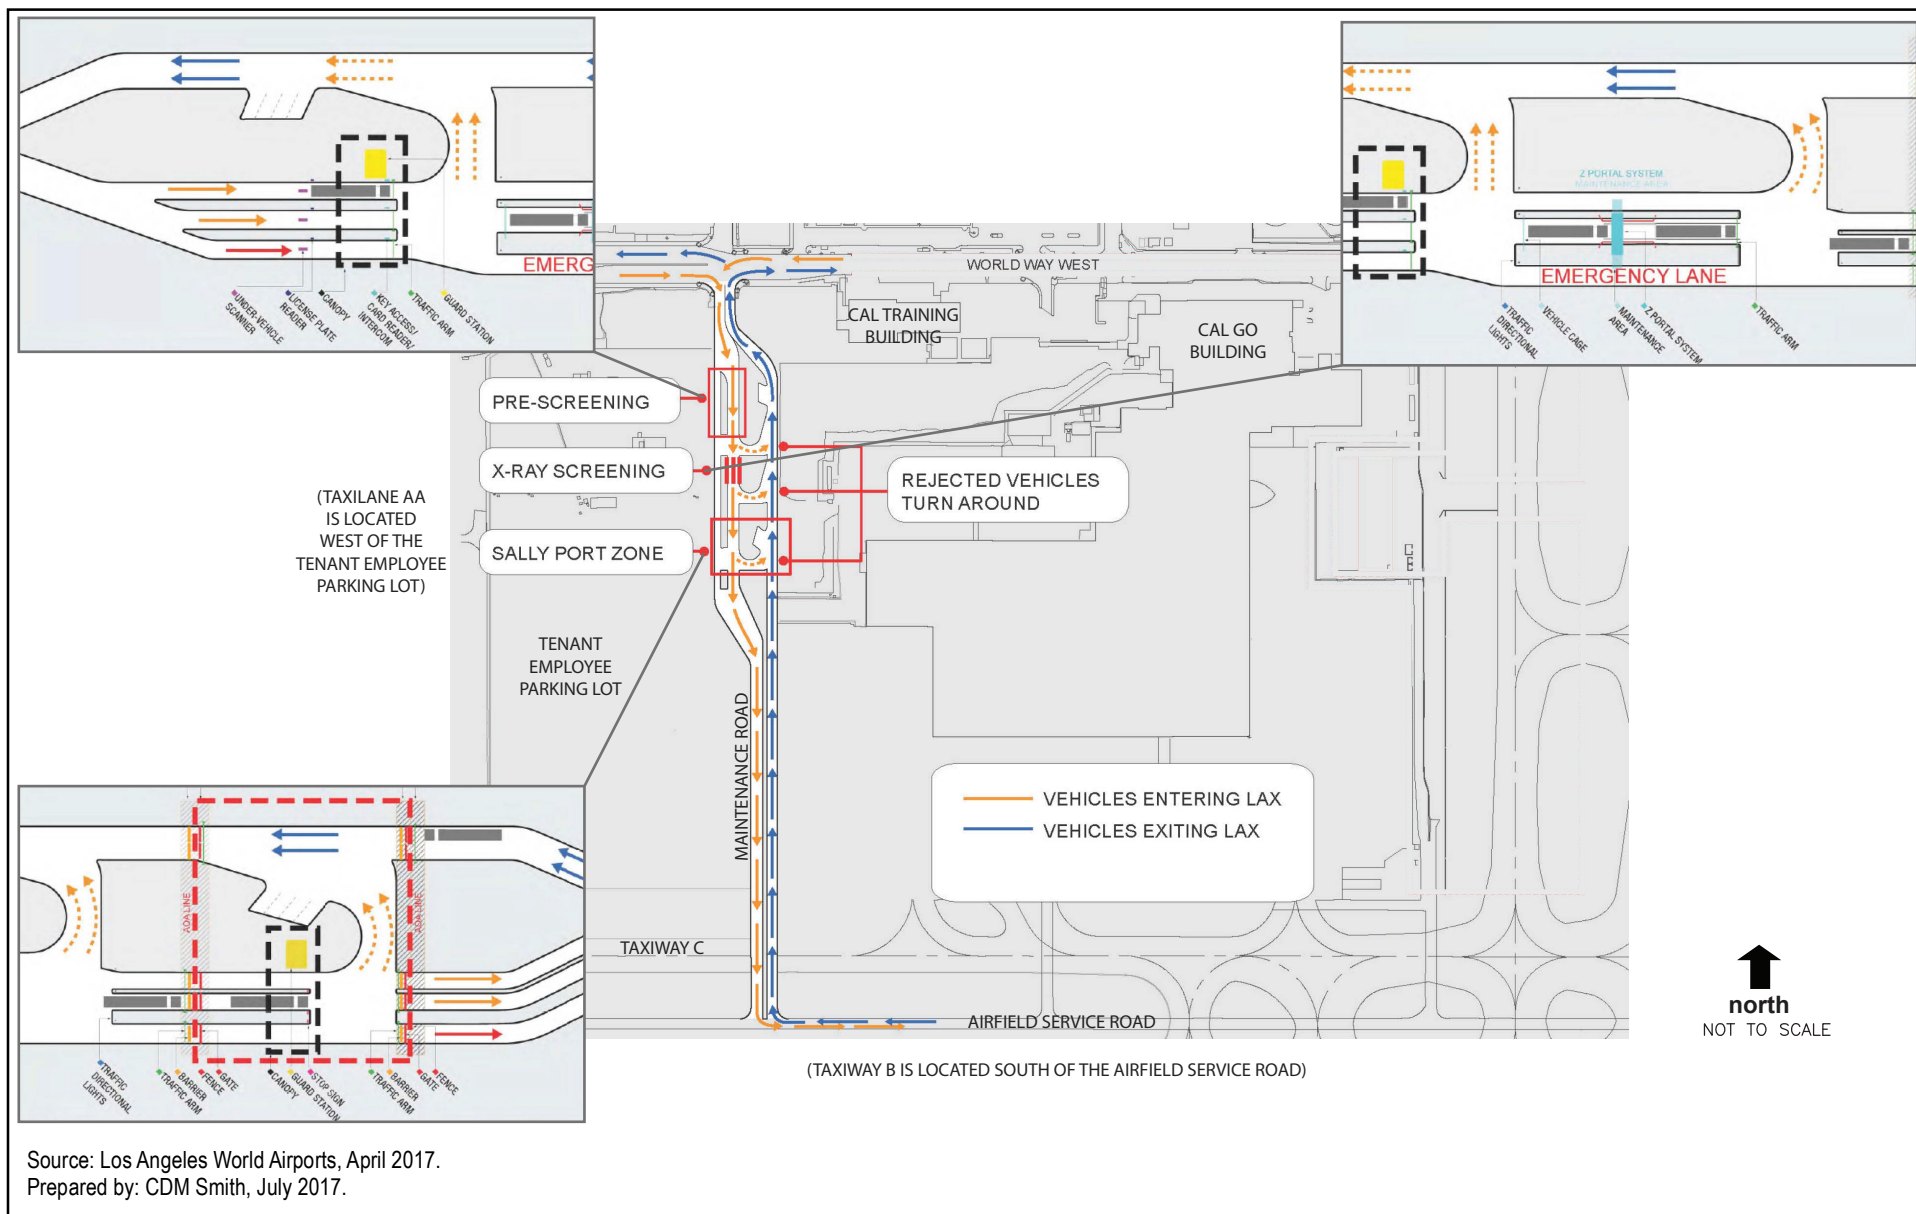 EMERG
UNDER-VEHICLE
SCANNER
LICENSE PLATE
READER
CANOPY
KEY ACCESS/
CARD READER/
INTERCOM
TRAFFIC ARM
GUARD STATION
Z PORTAL SYSTEM
MAINTENANCE AREA
EMERGENCY LANE
TRAFFIC
DIRECTIONAL
LIGHTS
VEHICLE CAGE
MAINTENANCE
AREA
Z PORTAL SYSTEM
TRAFFIC ARM
WORLD WAY WEST
CAL TRAINING
BUILDING
CAL GO
BUILDING
PRE-SCREENING
X-RAY SCREENING
REJECTED VEHICLES
TURN AROUND
SALLY PORT ZONE
(TAXILANE AA
IS LOCATED
WEST OF THE
TENANT EMPLOYEE
PARKING LOT)
TENANT
EMPLOYEE
PARKING LOT
MAINTENANCE ROAD
VEHICLES ENTERING LAX
VEHICLES EXITING LAX
AOA LINE
AOA LINE
TRAFFIC
DIRECTIONAL
LIGHTS
TRAFFIC ARM
BARRIER
FENCE
GATE
CANOPY
GUARD STATION
STOP SIGN
TRAFFIC ARM
BARRIER
GATE
FENCE
TAXIWAY C
AIRFIELD SERVICE ROAD
(TAXIWAY B IS LOCATED SOUTH OF THE AIRFIELD SERVICE ROAD)
north
NOT TO SCALE
Source: Los Angeles World Airports, April 2017.
Prepared by: CDM Smith, July 2017.